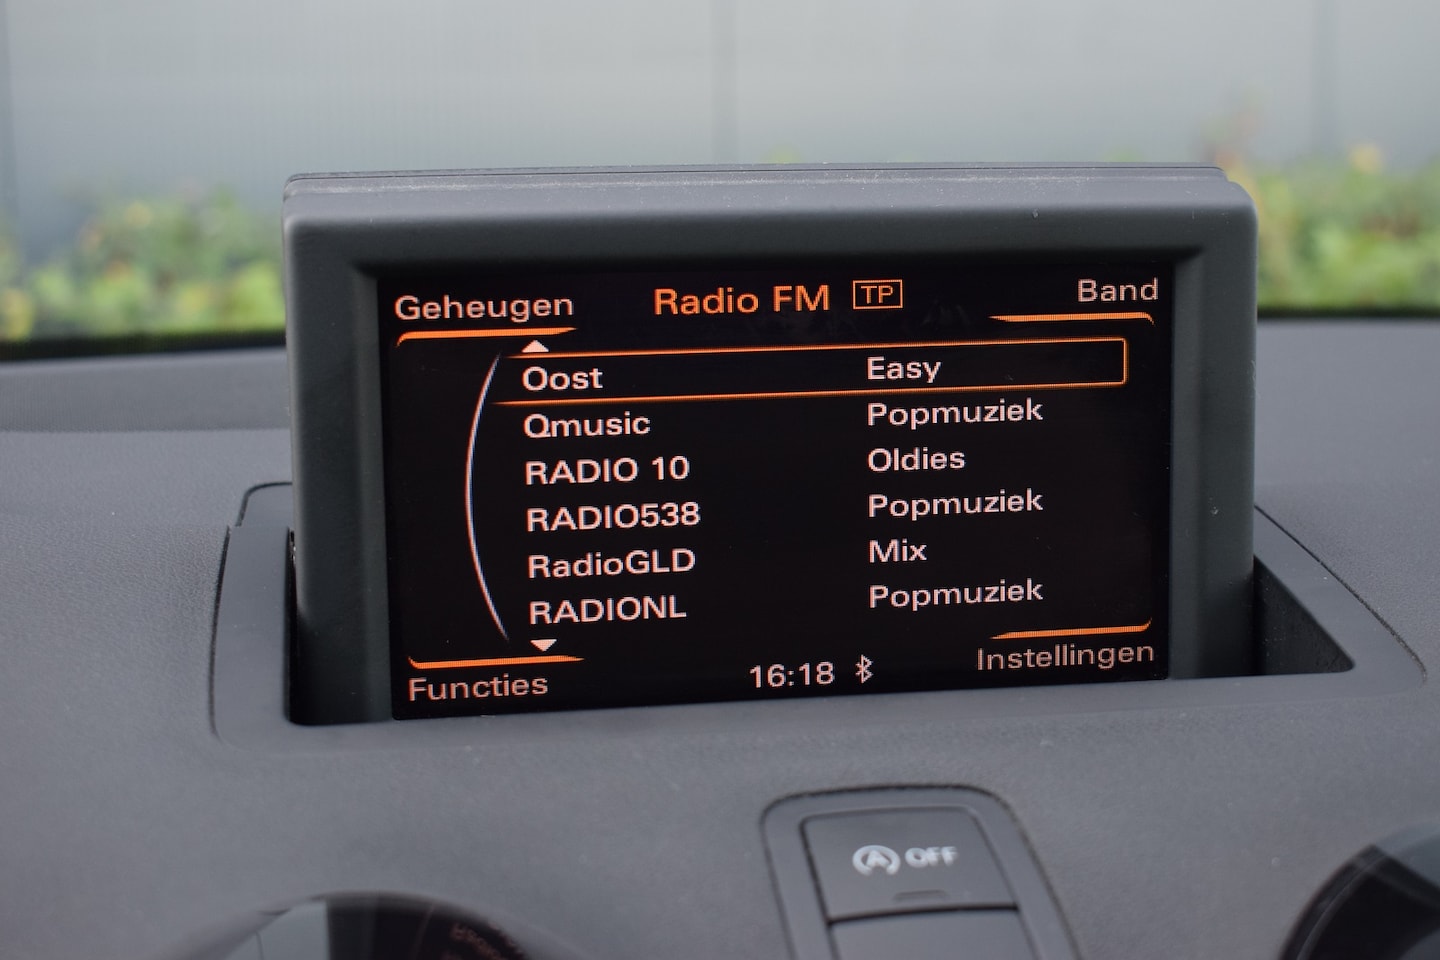 Geheugen Radio FM TP Band
Oost Easy
Qmusic Popmuziek
RADIO 10 Oldies
RADIO538 Popmuziek
RadioGLD Mix
RADIONL Popmuziek
Functies 16:18 Instellingen
A OFF